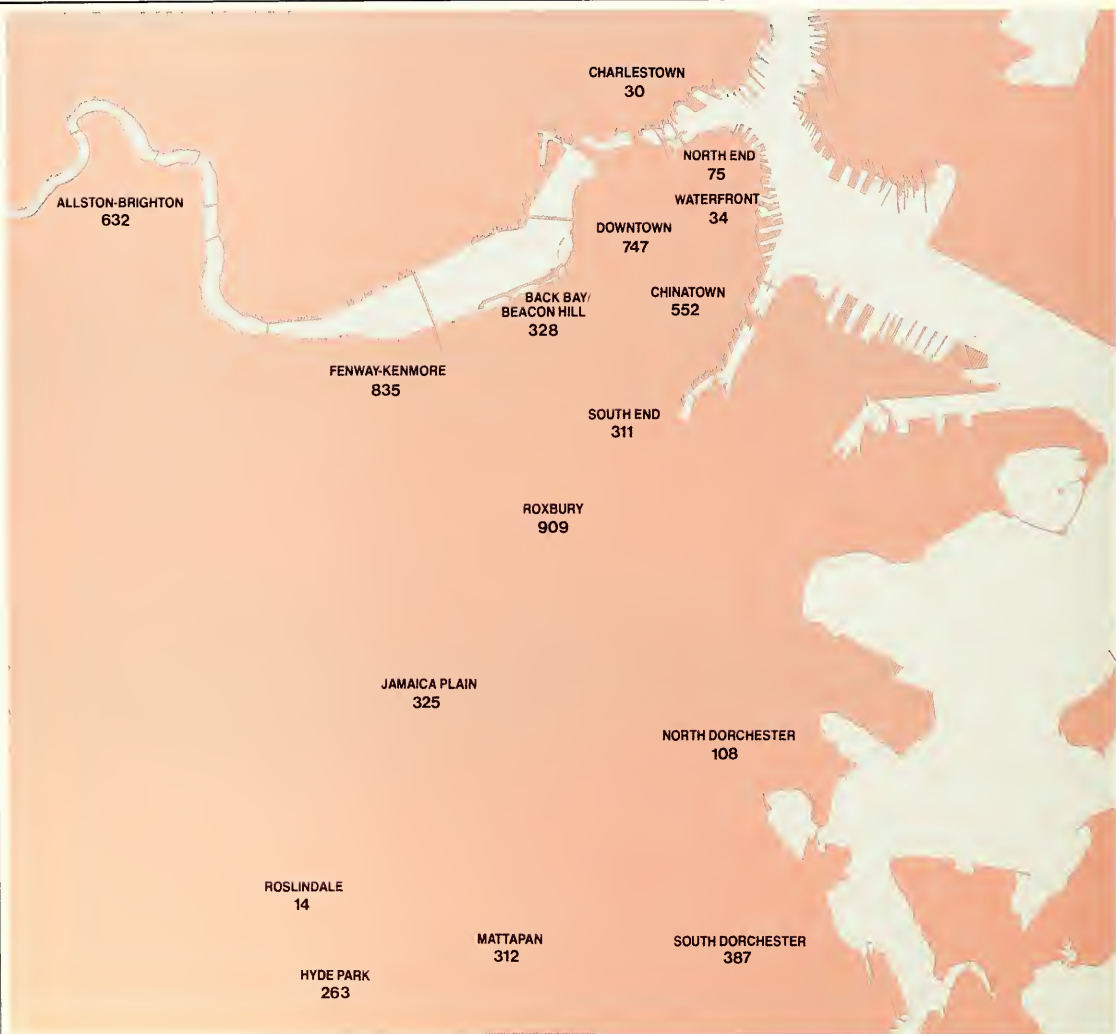 CHARLESTOWN
30
NORTH END
75
ALLSTON-BRIGHTON
632
WATERFRONT
34
DOWNTOWN
747
CHINATOWN
552
BACK BAY/
BEACON HILL
328
FENWAY-KENMORE
835
SOUTH END
311
ROXBURY
909
JAMAICA PLAIN
325
NORTH DORCHESTER
108
ROSLINDALE
14
MATTAPAN
312
SOUTH DORCHESTER
387
HYDE PARK
263